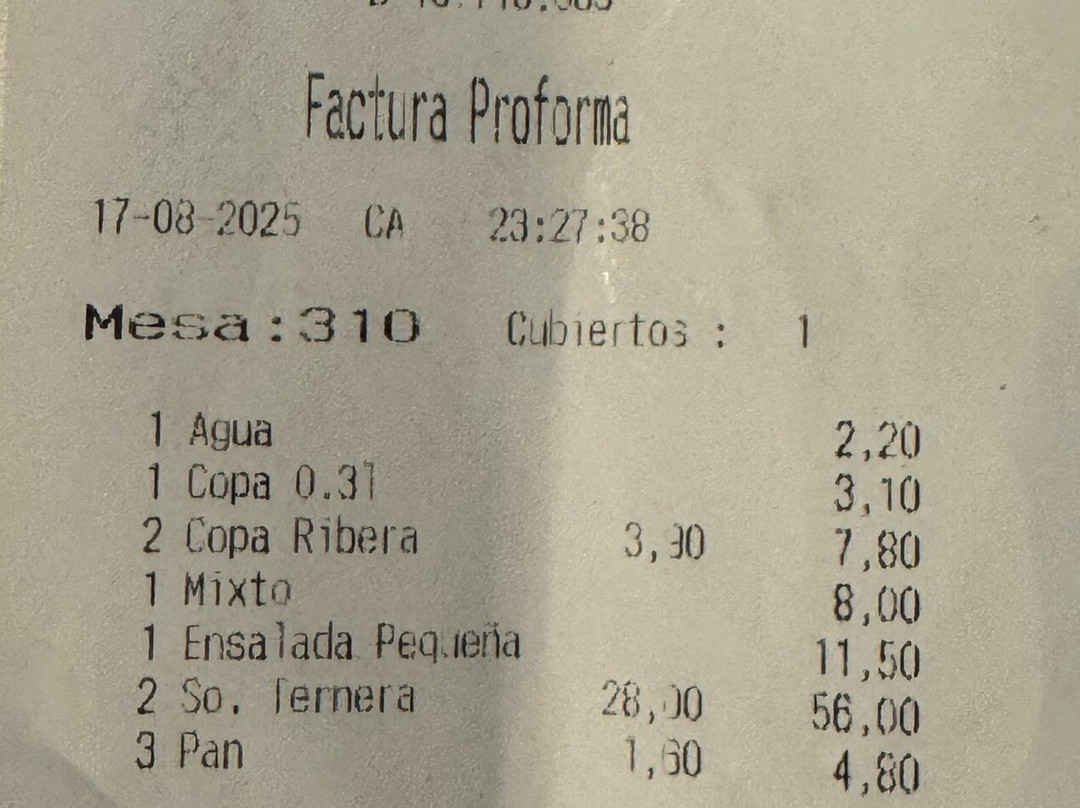 Factura Proforma
17-08-2025 CA 23:27:38
Mesa:310 Cubiertos : 1
1 Agua 2,20
1 Copa 0.3l 3,10
2 Copa Ribera 3,90 7,80
1 Mixto 8,00
1 Ensalada Pequeña 11,50
2 So. Ternera 28,00 56,00
3 Pan 1,60 4,80